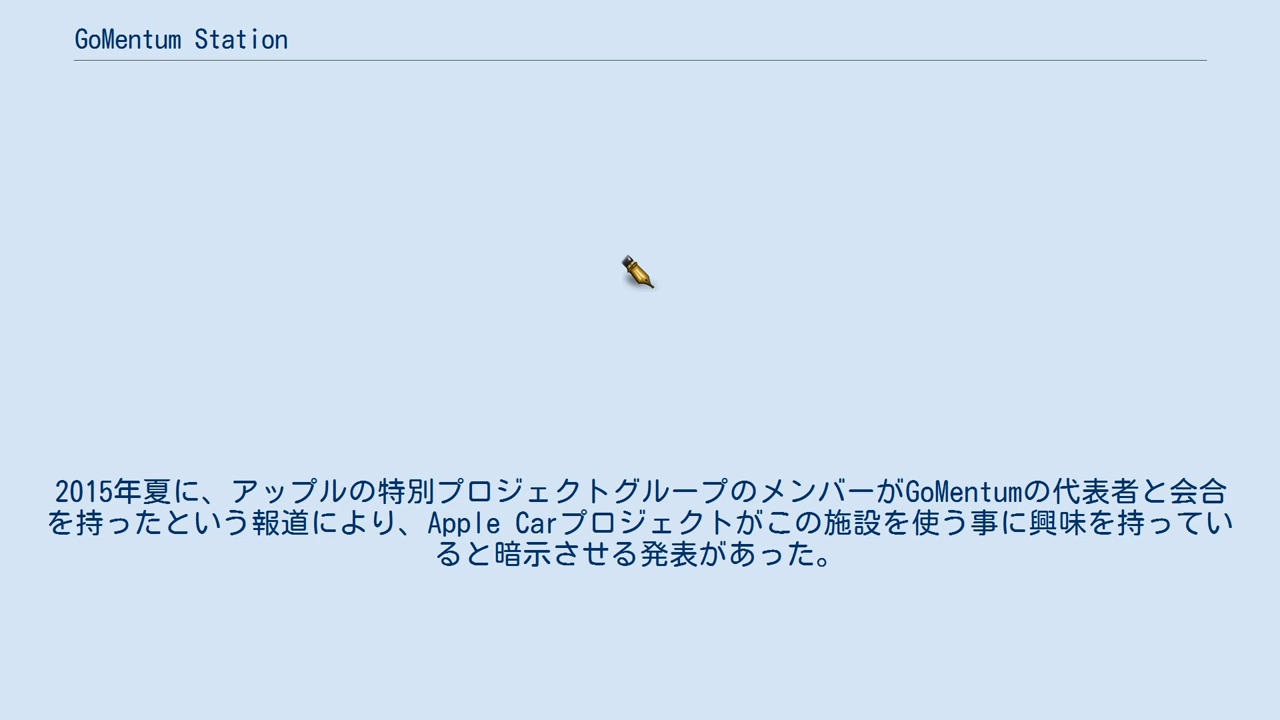 GoMentum Station
2015年夏に、アップルの特別プロジェクトグループのメンバーがGoMentumの代表者と会合
を持ったという報道により、Apple Carプロジェクトがこの施設を使う事に興味を持ってい
ると暗示させる発表があった。